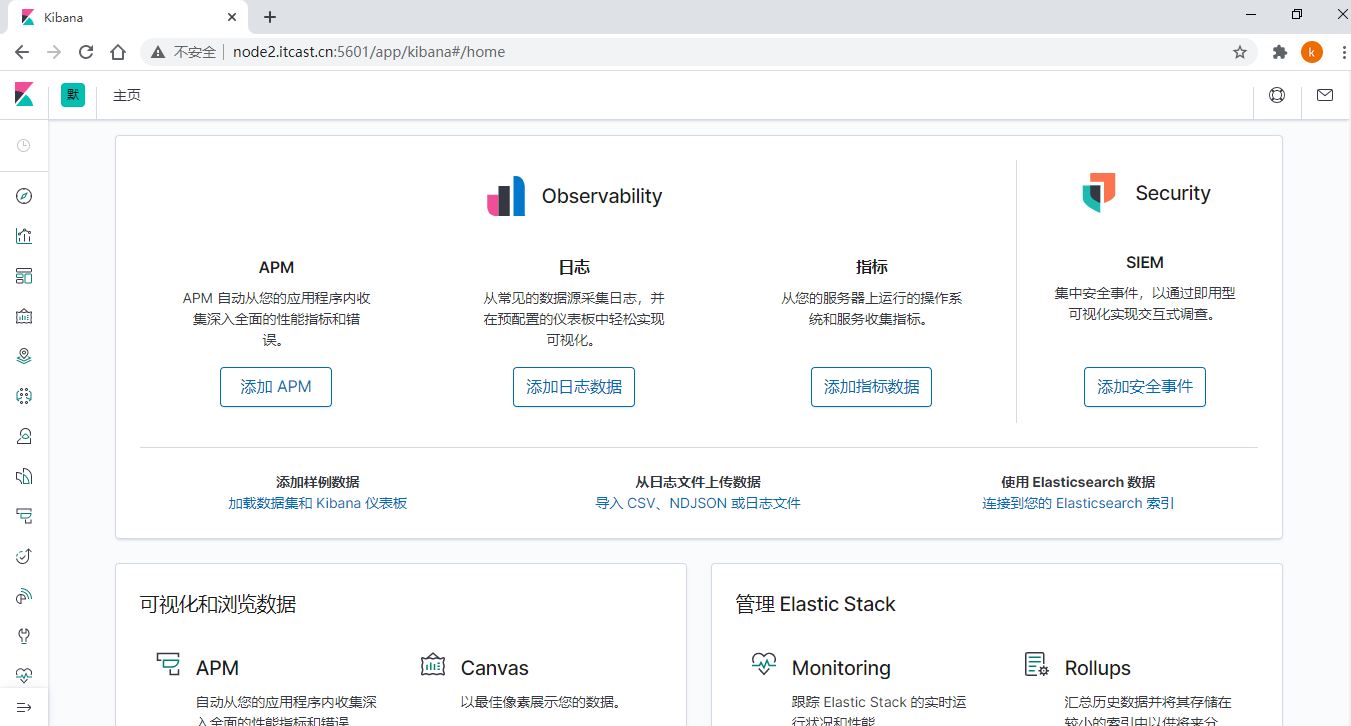 Kibana
不安全 node2.itcast.cn:5601/app/kibana#/home
k
默 主页
Observability
Security
APM
APM 自动从您的应用程序内收
集深入全面的性能指标和错
误。
添加 APM
日志
从常见的数据源采集日志，并
在预配置的仪表板中轻松实现
可视化。
添加日志数据
指标
从您的服务器上运行的操作系
统和服务收集指标。
添加指标数据
SIEM
集中安全事件，以通过即用型
可视化实现交互式调查。
添加安全事件
添加样例数据
加载数据集和 Kibana 仪表板
从日志文件上传数据
导入 CSV、NDJSON 或日志文件
使用 Elasticsearch 数据
连接到您的 Elasticsearch 索引
可视化和浏览数据
APM
自动从您的应用程序内收集深
入全面的性能指标和错误
Canvas
以最佳像素展示您的数据。
管理 Elastic Stack
Monitoring
跟踪 Elastic Stack 的实时运
行状况和性能
Rollups
汇总历史数据并将其存储在
较小的索引中以供将来分